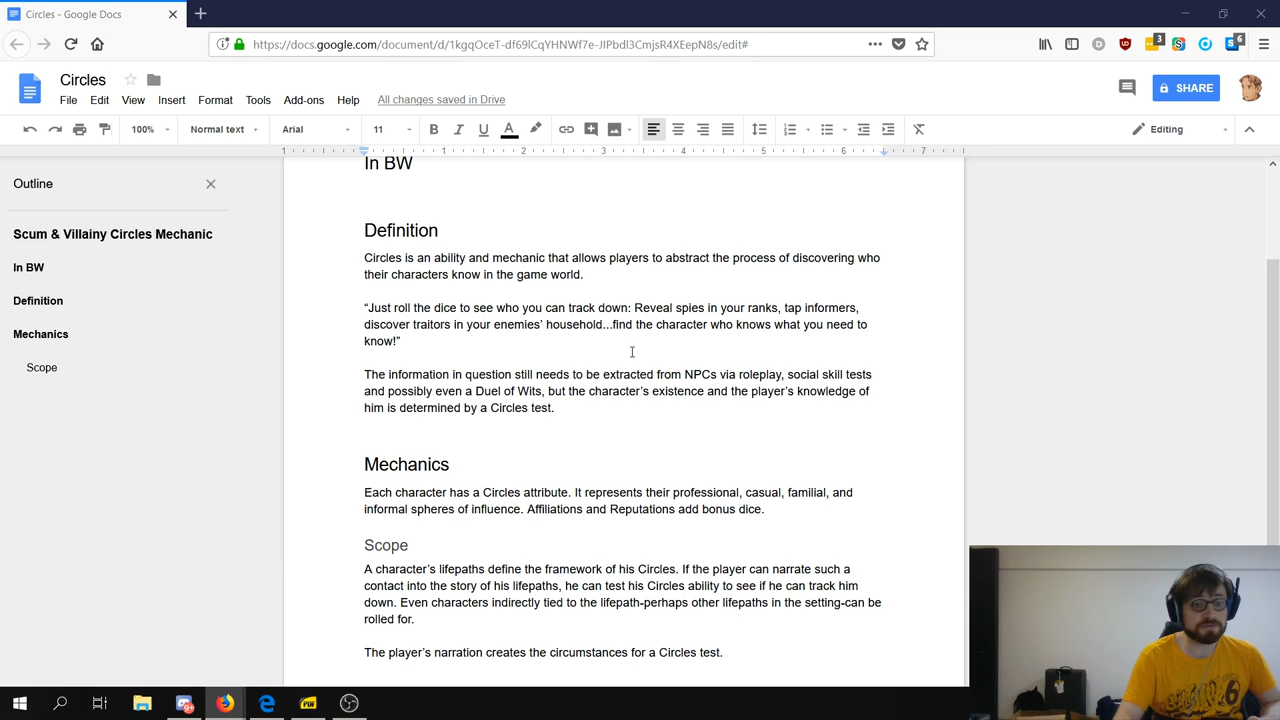 Circles - Google Docs
https://docs.google.com/document/d/1kgqOceT-df69lCqYHNWf7e-JIPbdl3CmjsR4XEepN8s/edit#
3
6
Circles
File Edit View Insert Format Tools Add-ons Help All changes saved in Drive
SHARE
100% Normal text Arial 11 B I U A Editing
1 1 2 3 4 5 6 7
Outline
Scum & Villainy Circles Mechanic
In BW
Definition
Mechanics
Scope
In BW
Definition
Circles is an ability and mechanic that allows players to abstract the process of discovering who
their characters know in the game world.
“Just roll the dice to see who you can track down: Reveal spies in your ranks, tap informers,
discover traitors in your enemies’ household...find the character who knows what you need to
know!”
The information in question still needs to be extracted from NPCs via roleplay, social skill tests
and possibly even a Duel of Wits, but the character’s existence and the player’s knowledge of
him is determined by a Circles test.
Mechanics
Each character has a Circles attribute. It represents their professional, casual, familial, and
informal spheres of influence. Affiliations and Reputations add bonus dice.
Scope
A character’s lifepaths define the framework of his Circles. If the player can narrate such a
contact into the story of his lifepaths, he can test his Circles ability to see if he can track him
down. Even characters indirectly tied to the lifepath-perhaps other lifepaths in the setting-can be
rolled for.
The player’s narration creates the circumstances for a Circles test.
PDF